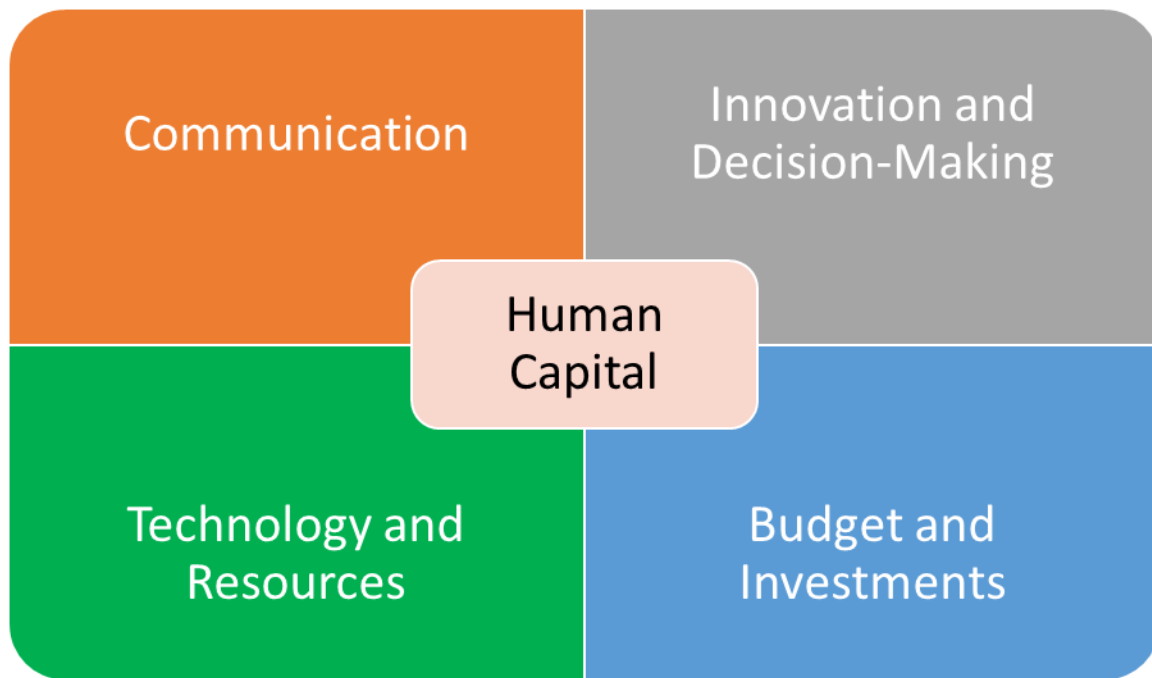 Communication
Innovation and
Decision-Making
Human
Capital
Technology and
Resources
Budget and
Investments